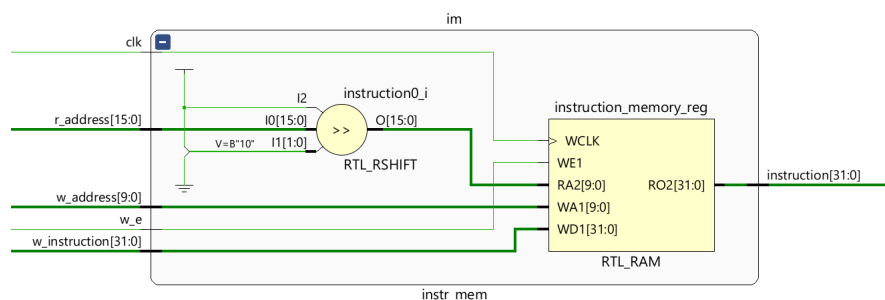 im
clk
I2
instruction0_i
r_address[15:0]
I0[15:0]
O[15:0]
>>
V=B"10"
I1[1:0]
RTL_RSHIFT
instruction_memory_reg
WCLK
WE1
RA2[9:0]
RO2[31:0]
instruction[31:0]
w_address[9:0]
WA1[9:0]
w_e
w_instruction[31:0]
WD1[31:0]
RTL_RAM
instr_mem